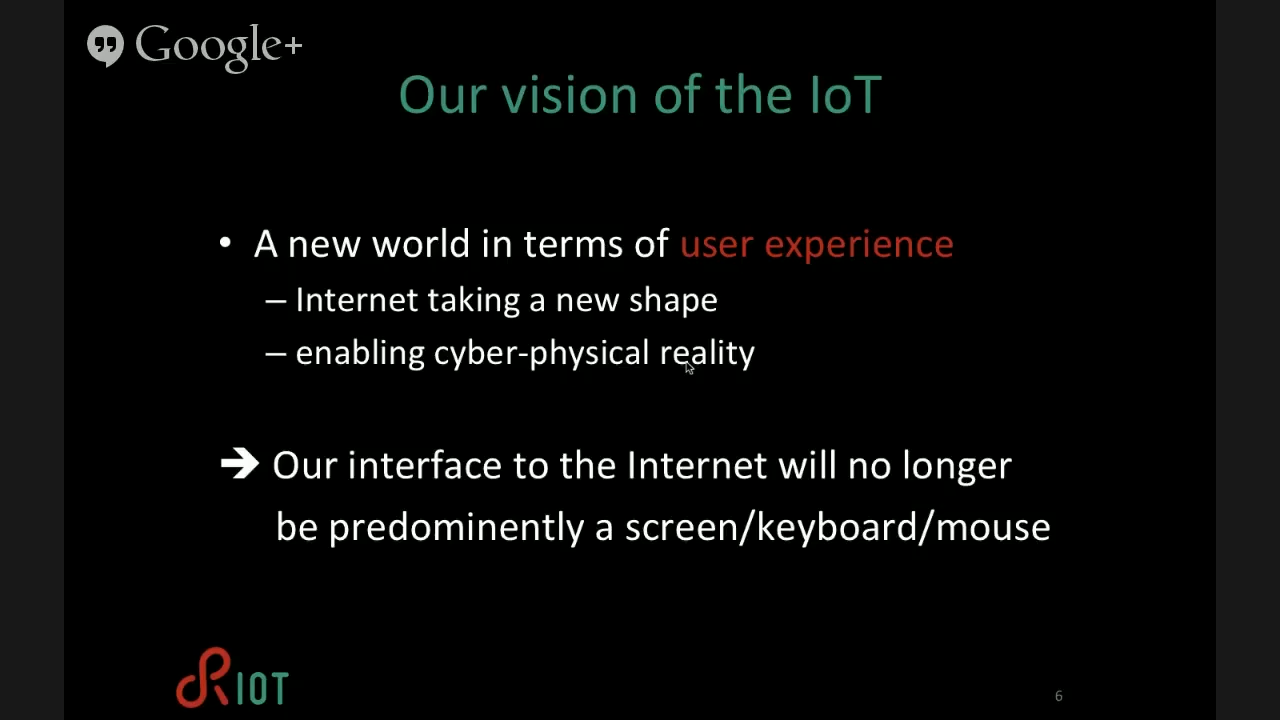 Google+
Our vision of the IoT
• A new world in terms of user experience
– Internet taking a new shape
– enabling cyber-physical reality
➔ Our interface to the Internet will no longer
be predominently a screen/keyboard/mouse
RIOT
6